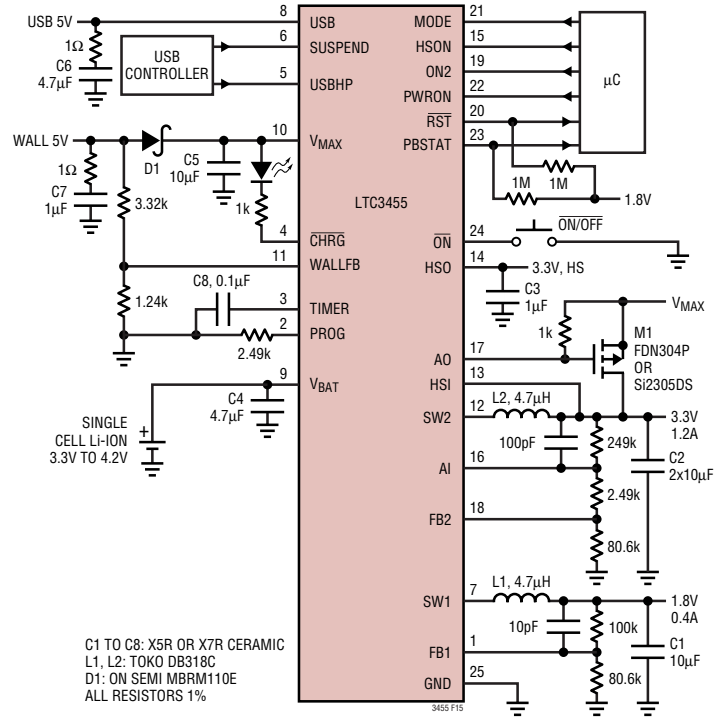 USB 5V
1Ω
C6
4.7µF
USB
CONTROLLER
8
USB
6
SUSPEND
5
USBHP
MODE
21
HSON
15
ON2
19
PWRON
22
RST
20
PBSTAT
23
µC
1M
1M
1.8V
WALL 5V
1Ω
C7
1µF
D1
3.32k
C5
10µF
1k
10
VMAX
LTC3455
4
CHRG
11
WALLFB
1.24k
C8, 0.1µF
3
TIMER
2
PROG
2.49k
9
VBAT
C4
4.7µF
SINGLE
CELL Li-ION
3.3V TO 4.2V
+
ON
24
ON/OFF
HSO
14
3.3V, HS
C3
1µF
1k
VMAX
M1
FDN304P
OR
Si2305DS
AO
17
HSI
13
SW2
12
L2, 4.7µH
3.3V
1.2A
100pF
249k
C2
2x10µF
AI
16
2.49k
FB2
18
80.6k
SW1
7
L1, 4.7µH
1.8V
0.4A
10pF
100k
C1
10µF
FB1
1
80.6k
GND
25
C1 TO C8: X5R OR X7R CERAMIC
L1, L2: TOKO DB318C
D1: ON SEMI MBRM110E
ALL RESISTORS 1%
3455 F15